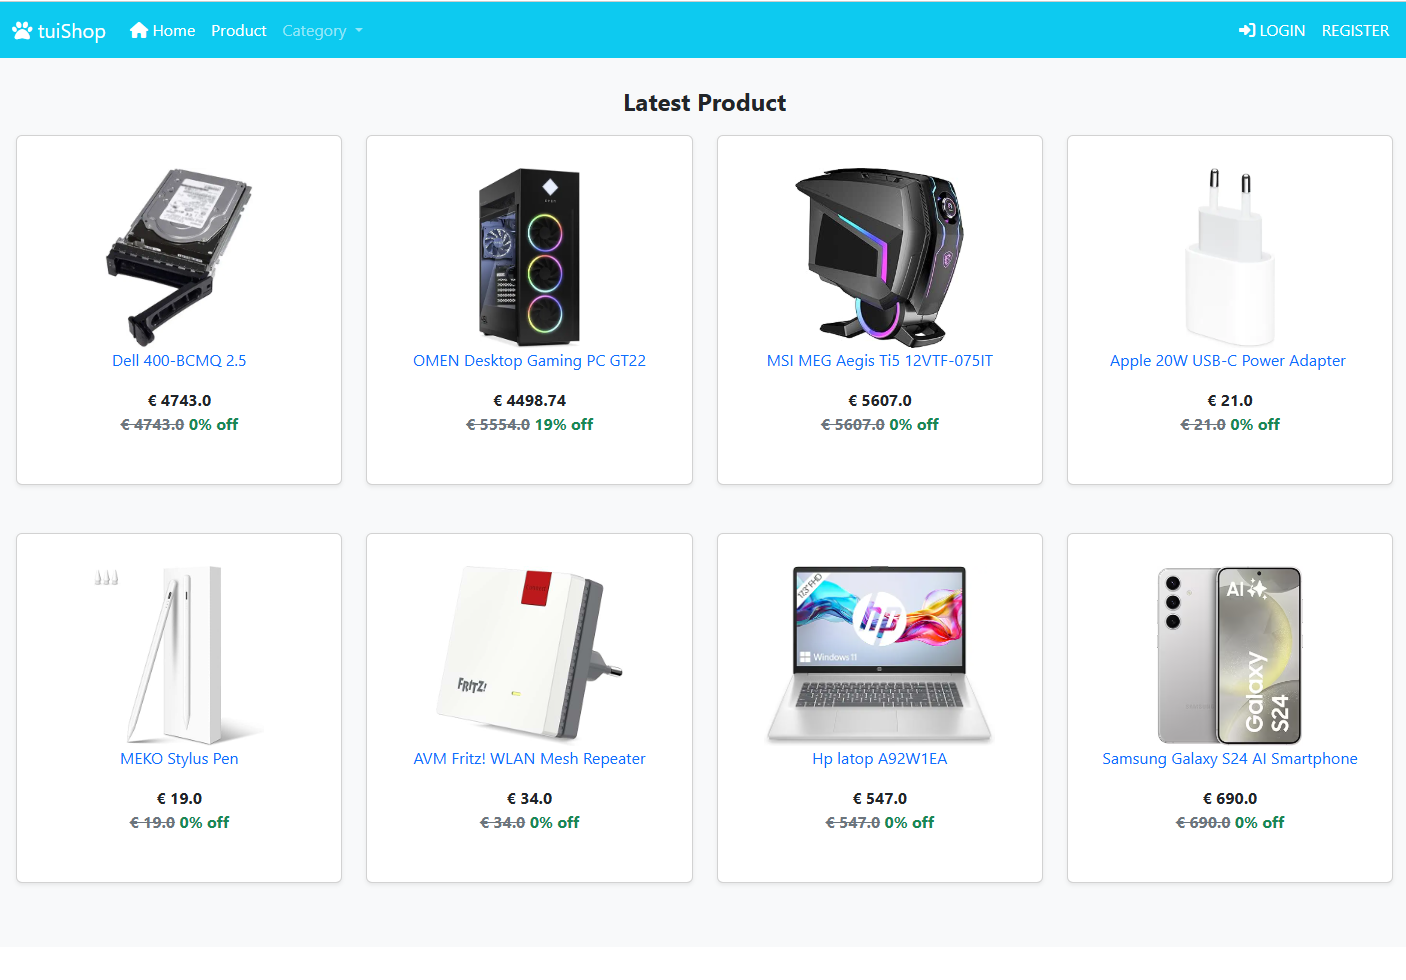 tuiShop Home Product Category LOGIN REGISTER
Latest Product
Dell 400-BCMQ 2.5
€ 4743.0
€ 4743.0 0% off
OMEN Desktop Gaming PC GT22
€ 4498.74
€ 5554.0 19% off
MSI MEG Aegis Ti5 12VTF-075IT
€ 5607.0
€ 5607.0 0% off
Apple 20W USB-C Power Adapter
€ 21.0
€ 21.0 0% off
MEKO Stylus Pen
€ 19.0
€ 19.0 0% off
FRITZ!
AVM Fritz! WLAN Mesh Repeater
€ 34.0
€ 34.0 0% off
17.3" FHD
hp
Windows 11
Hp latop A92W1EA
€ 547.0
€ 547.0 0% off
AI
Galaxy
S24
Samsung Galaxy S24 AI Smartphone
€ 690.0
€ 690.0 0% off